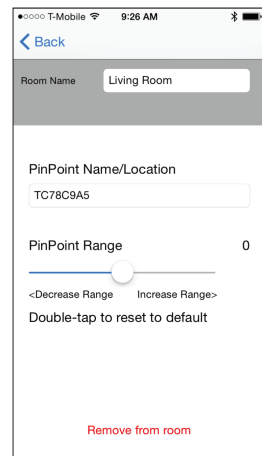 T-Mobile 9:26 AM
Back
Room Name Living Room
PinPoint Name/Location
TC78C9A5
PinPoint Range 0
<Decrease Range Increase Range>
Double-tap to reset to default
Remove from room